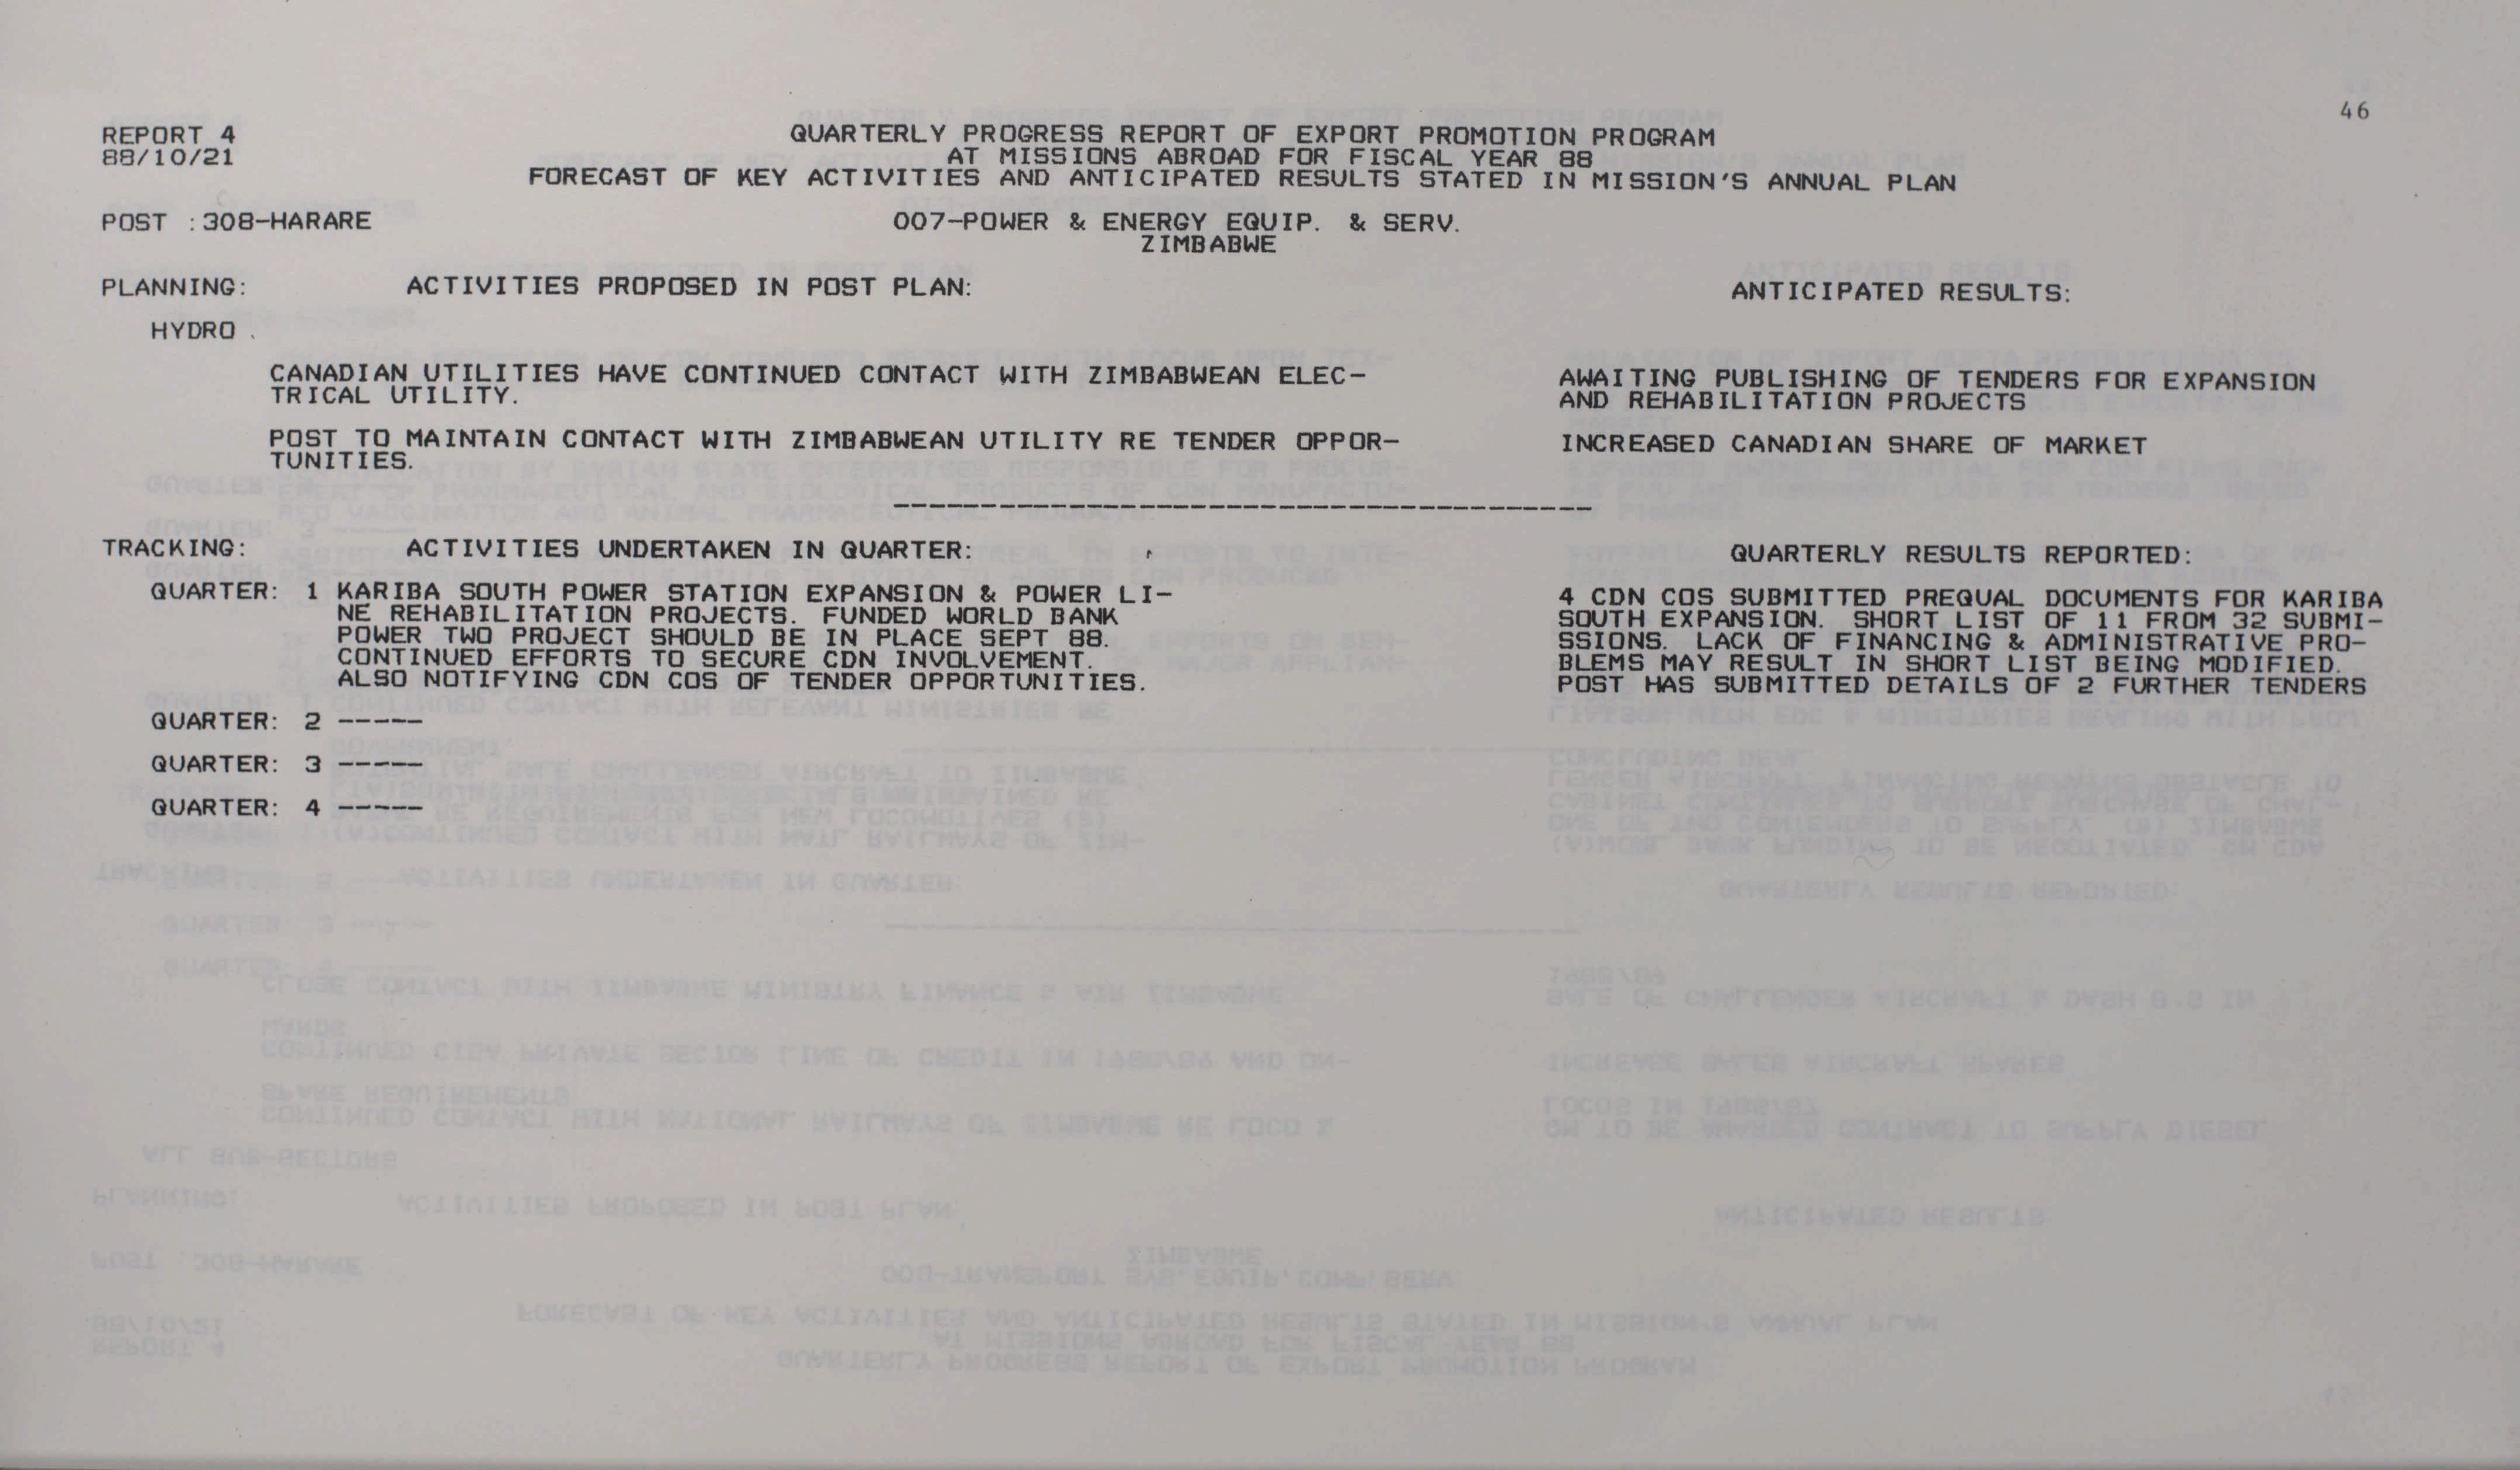 46
REPORT 4
88/10/21
QUARTERLY PROGRESS REPORT OF EXPORT PROMOTION PROGRAM
AT MISSIONS ABROAD FOR FISCAL YEAR 88
FORECAST OF KEY ACTIVITIES AND ANTICIPATED RESULTS STATED IN MISSION'S ANNUAL PLAN
POST :308-HARARE
007-POWER & ENERGY EQUIP. & SERV.
ZIMBABWE
PLANNING: ACTIVITIES PROPOSED IN POST PLAN: ANTICIPATED RESULTS:
HYDRO
CANADIAN UTILITIES HAVE CONTINUED CONTACT WITH ZIMBABWEAN ELEC-
TRICAL UTILITY.
AWAITING PUBLISHING OF TENDERS FOR EXPANSION
AND REHABILITATION PROJECTS
POST TO MAINTAIN CONTACT WITH ZIMBABWEAN UTILITY RE TENDER OPPOR-
TUNITIES.
INCREASED CANADIAN SHARE OF MARKET
TRACKING: ACTIVITIES UNDERTAKEN IN QUARTER: QUARTERLY RESULTS REPORTED:
QUARTER: 1 KARIBA SOUTH POWER STATION EXPANSION & POWER LI-
NE REHABILITATION PROJECTS. FUNDED WORLD BANK
POWER TWO PROJECT SHOULD BE IN PLACE SEPT 88.
CONTINUED EFFORTS TO SECURE CDN INVOLVEMENT.
ALSO NOTIFYING CDN COS OF TENDER OPPORTUNITIES.
4 CDN COS SUBMITTED PREQUAL DOCUMENTS FOR KARIBA
SOUTH EXPANSION. SHORT LIST OF 11 FROM 32 SUBMI-
SSIONS. LACK OF FINANCING & ADMINISTRATIVE PRO-
BLEMS MAY RESULT IN SHORT LIST BEING MODIFIED.
POST HAS SUBMITTED DETAILS OF 2 FURTHER TENDERS
QUARTER: 2 -----
QUARTER: 3 -----
QUARTER: 4 -----